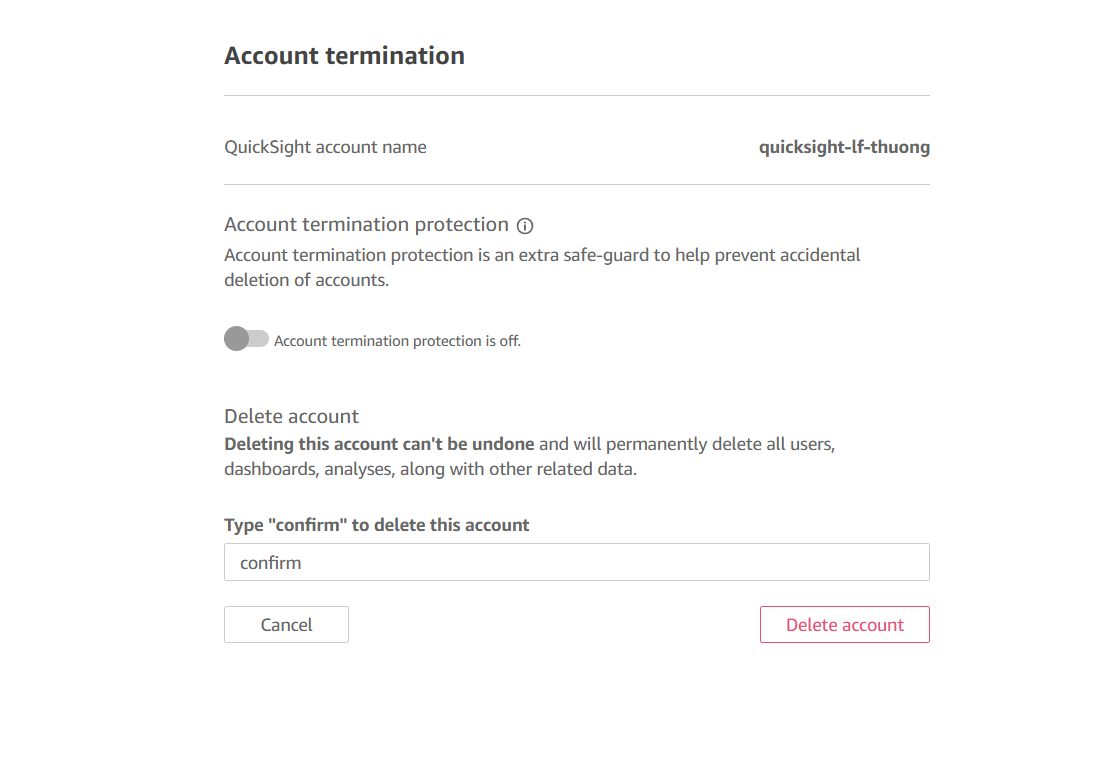 Account termination
QuickSight account name
quicksight-lf-thuong
Account termination protection
Account termination protection is an extra safe-guard to help prevent accidental
deletion of accounts.
Account termination protection is off.
Delete account
Deleting this account can't be undone and will permanently delete all users,
dashboards, analyses, along with other related data.
Type "confirm" to delete this account
confirm
Cancel
Delete account